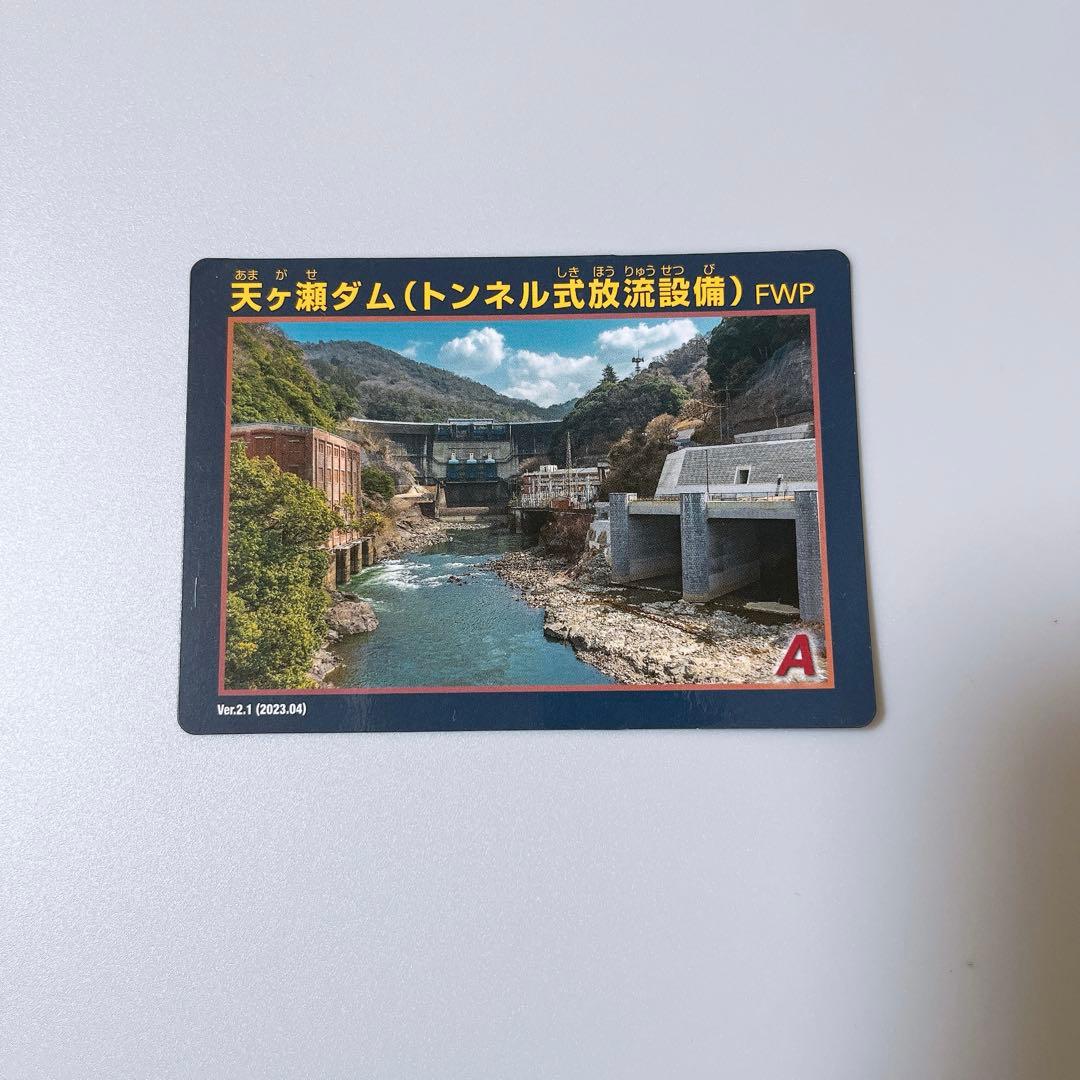 あま が せ しき ほう りゅう せつ び
天ヶ瀬ダム(トンネル式放流設備) FWP
A
Ver.2.1 (2023.04)